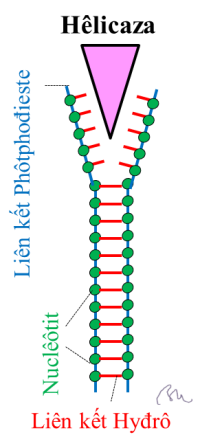 Hêlicaza
Liên kết Phôtphođieste
Nuclêôtit
Liên kết Hyđrô